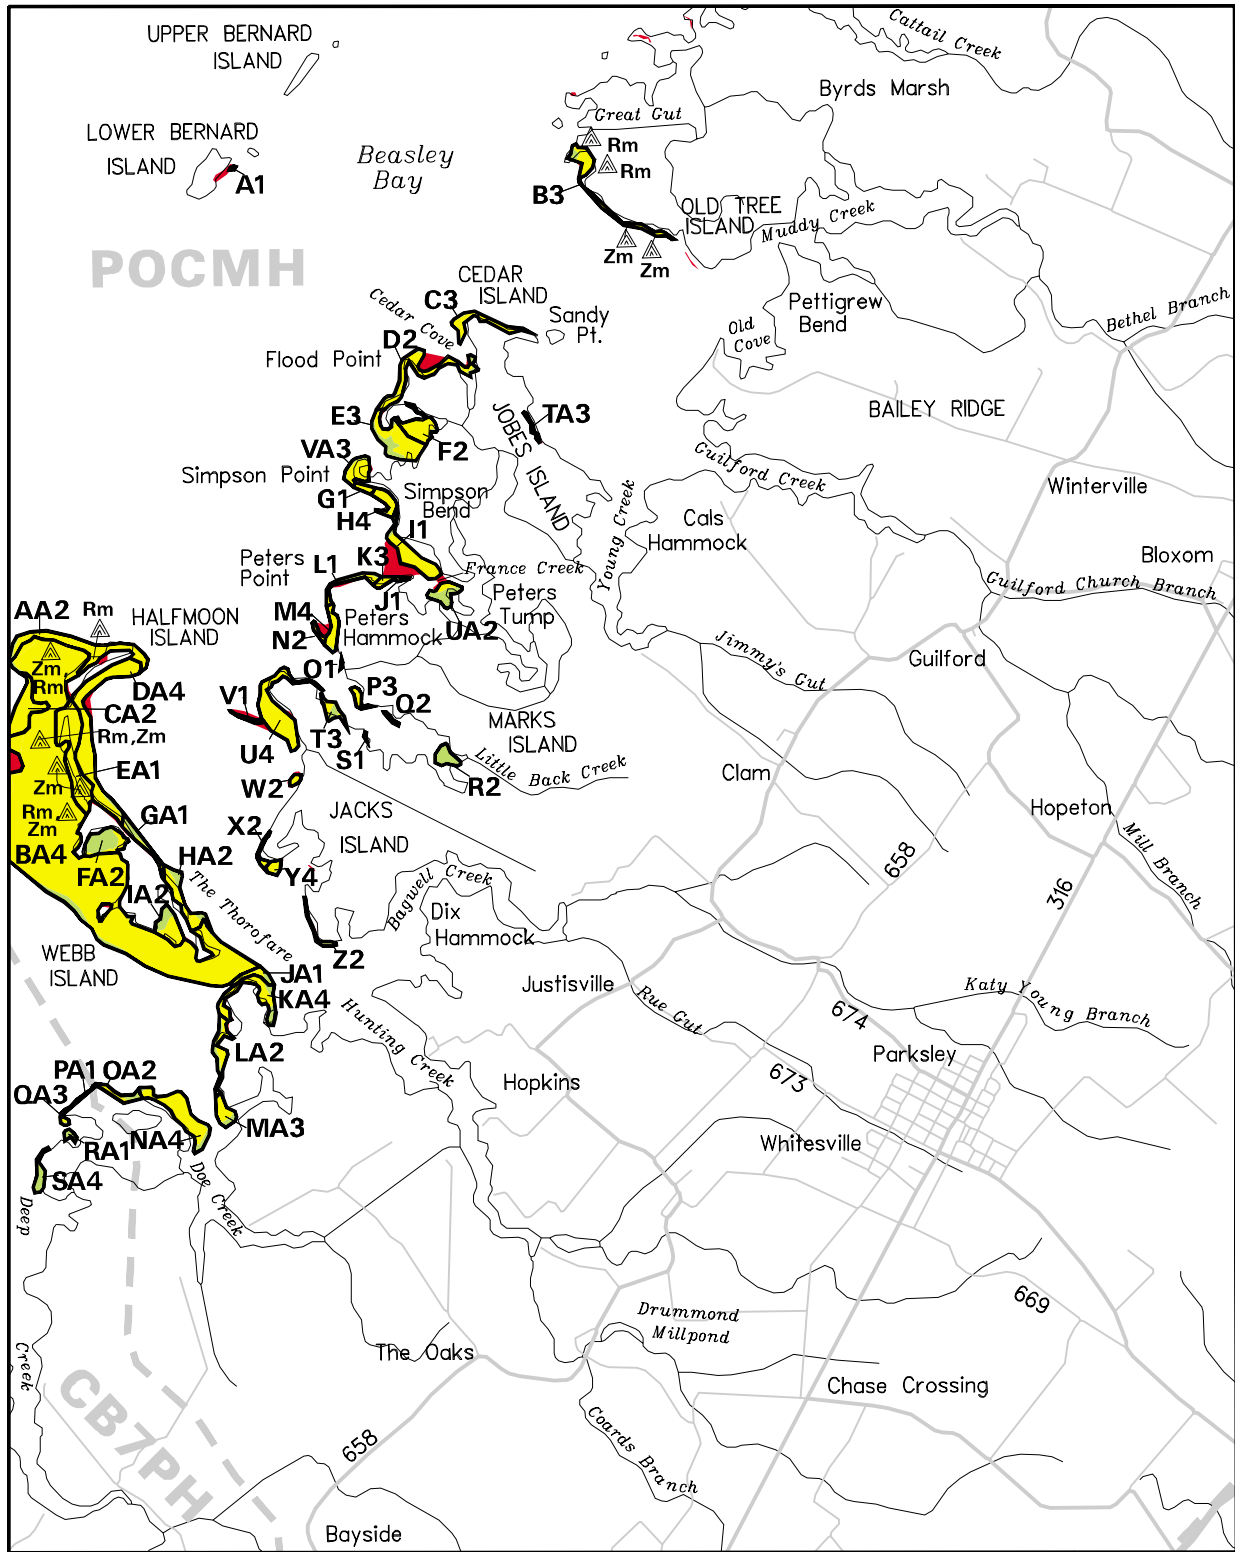 UPPER BERNARD
ISLAND
Cattail Creek
Byrds Marsh
Great Gut
LOWER BERNARD
ISLAND
A1
Beasley
Bay
Rm
Rm
B3
OLD TREE
ISLAND
Muddy Creek
Zm
Zm
POCMH
CEDAR
ISLAND
C3
Cedar Cove
Sandy
Pt.
Pettigrew
Bend
Old
Cove
Bethel Branch
D2
Flood Point
E3
F2
TA3
JOBES ISLAND
BAILEY RIDGE
VA3
Simpson Point
G1
H4
Simpson
Bend
I1
Guilford Creek
Winterville
Cals
Hammock
Young Creek
Bloxom
Peters
Point
L1
K3
J1
France Creek
Peters
Tump
Guilford Church Branch
AA2
Rm
HALFMOON
ISLAND
M4
N2
Peters
Hammock
UA2
Jimmy's Gut
Guilford
Zm
Rm
DA4
O1
P3
Q2
V1
CA2
Rm,Zm
U4
T3
S1
MARKS
ISLAND
Little Back Creek
R2
Clam
EA1
Zm
W2
Hopeton
Rm
Zm
GA1
JACKS
ISLAND
X2
Mill Branch
658
316
BA4
FA2
HA2
IA2
Y4
The Thorofare
Bagwell Creek
Dix
Hammock
WEBB
ISLAND
Z2
JA1
KA4
Justisville
Hunting Creek
Rue Gut
674
Katy Young Branch
LA2
Parksley
PA1 OA2
QA3
Hopkins
673
MA3
NA4
RA1
Whitesville
SA4
Doe Creek
Deep
Creek
669
Drummond
Millpond
The Oaks
Chase Crossing
CB7PH
658
Coards Branch
Bayside